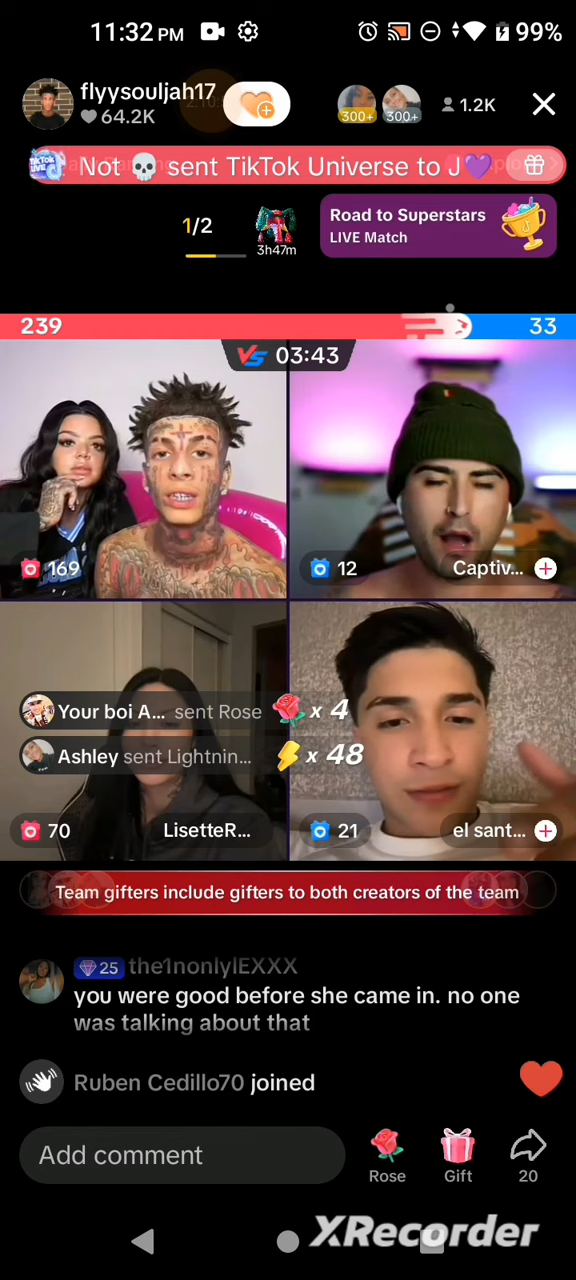 11:32 PM
99%
flyysouljah17
64.2K
300+
300+
1.2K
Not 💀 sent TikTok Universe to J💜
1/2
3h47m
Road to Superstars
LIVE Match
239
33
VS 03:43
169
12
Captiv...
Your boi A... sent Rose x 4
Ashley sent Lightnin... x 48
70
LisetteR...
21
el sant...
Team gifters include gifters to both creators of the team
25 the1nonlylEXXX
you were good before she came in. no one
was talking about that
Ruben Cedillo70 joined
Add comment
Rose
Gift
20
XRecorder